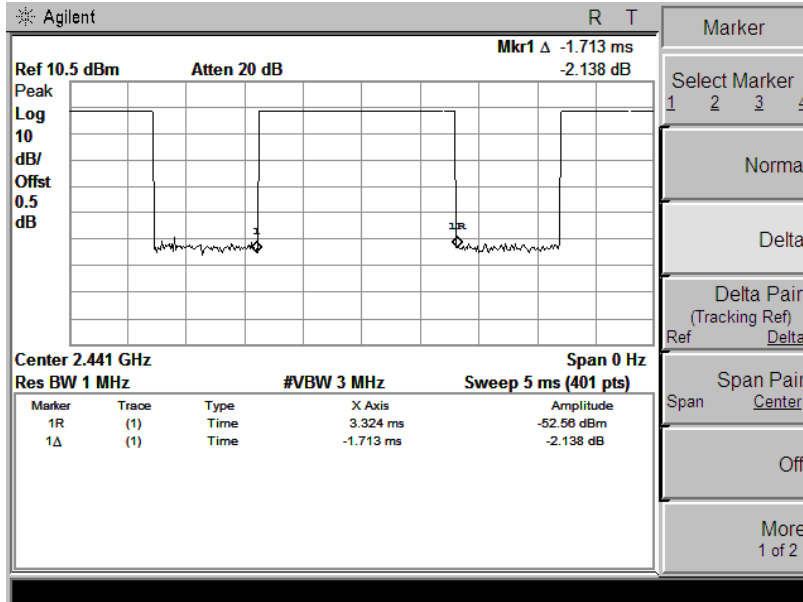 Agilent R T
Mkr1 Δ -1.713 ms
Ref 10.5 dBm Atten 20 dB -2.138 dB
Peak
Log
10
dB/
Offst
0.5
dB
1
1R
Center 2.441 GHz Span 0 Hz
Res BW 1 MHz #VBW 3 MHz Sweep 5 ms (401 pts)
Marker Trace Type X Axis Amplitude
1R (1) Time 3.324 ms -52.56 dBm
1Δ (1) Time -1.713 ms -2.138 dB
Marker
Select Marker
1 2 3 4
Norma
Delta
Delta Pair
(Tracking Ref)
Ref Delta
Span Pair
Span Center
Off
More
1 of 2